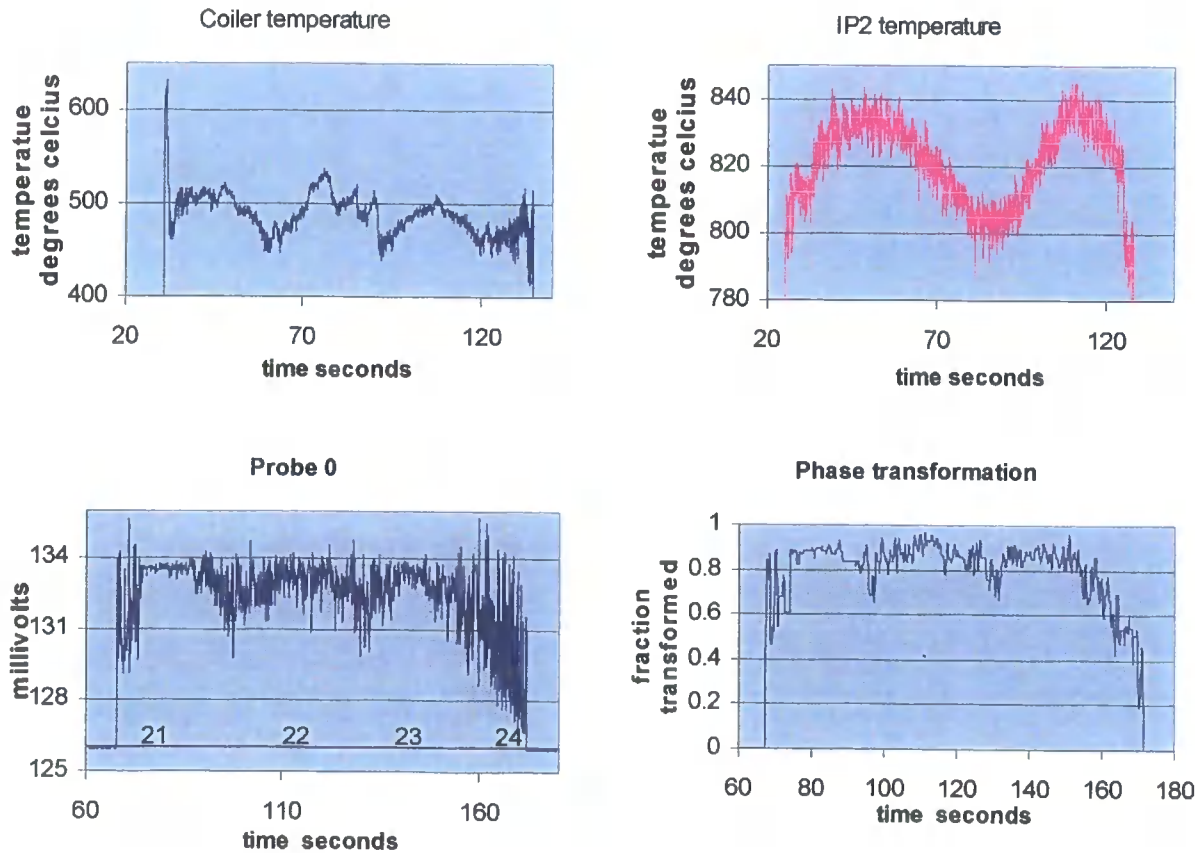 Coiler temperature
temperatue
degrees celcius
600
500
400
20
70
120
time seconds
IP2 temperature
temperatue
degrees celcius
840
820
800
780
20
70
120
time seconds
Probe 0
millivolts
134
131
128
125
21
22
23
24
60
110
160
time seconds
Phase transformation
fraction
transformed
1
0.8
0.6
0.4
0.2
0
60
80
100
120
140
160
180
time seconds